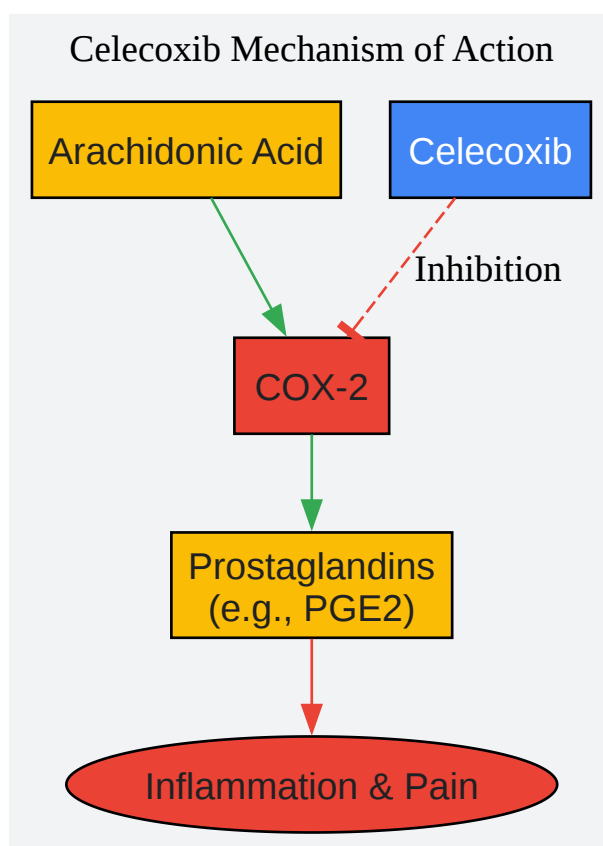 Celecoxib Mechanism of Action
Arachidonic Acid
Celecoxib
Inhibition
COX-2
Prostaglandins
(e.g., PGE2)
Inflammation & Pain